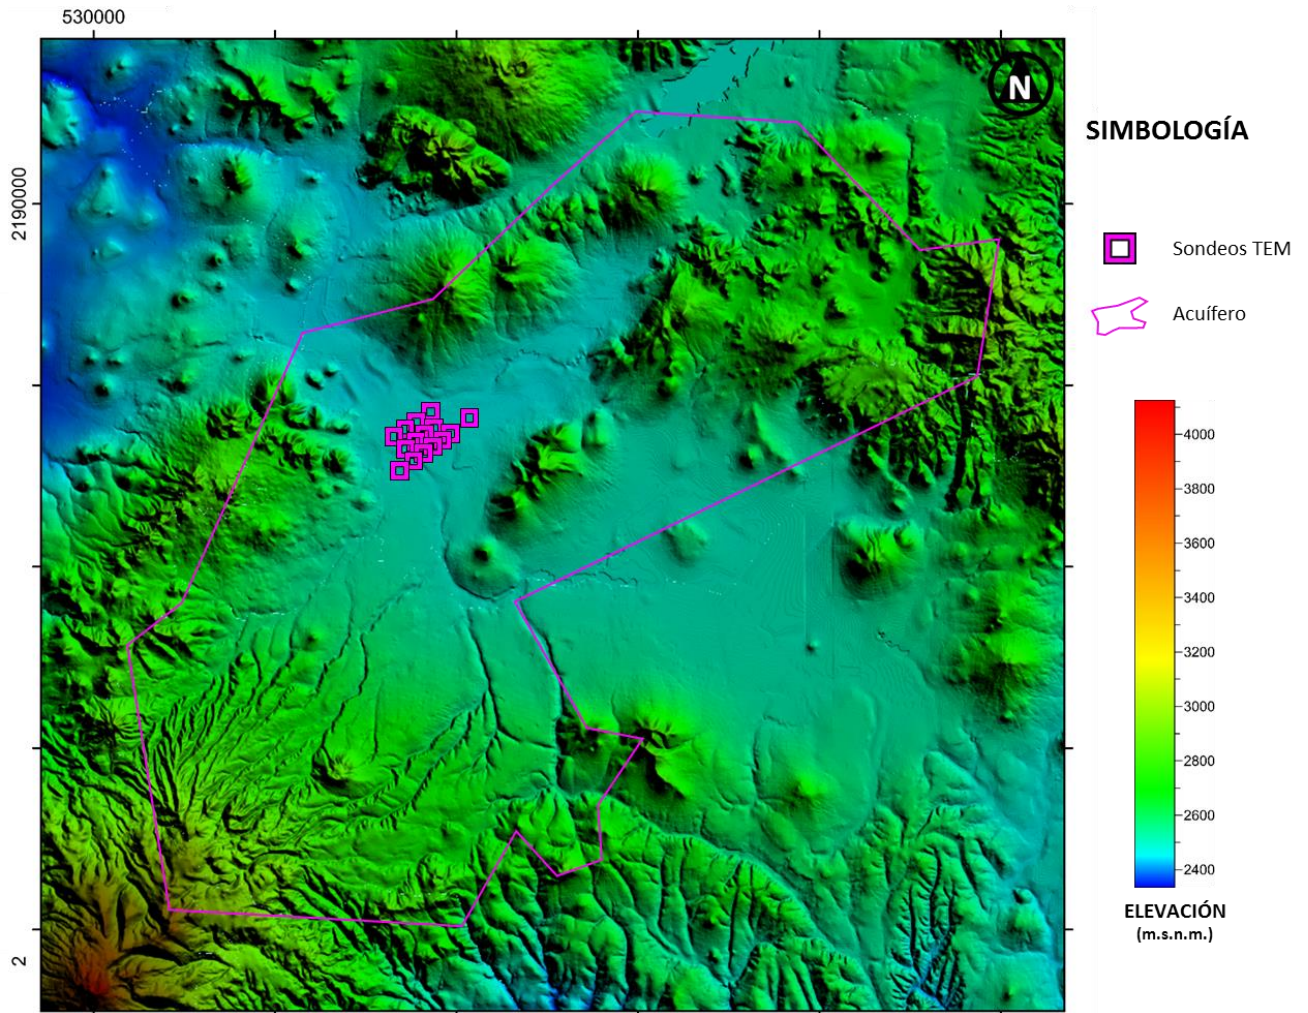 530000
2190000
2
N
SIMBOLOGÍA
Sondeos TEM
Acuífero
4000
3800
3600
3400
3200
3000
2800
2600
2400
ELEVACIÓN
(m.s.n.m.)